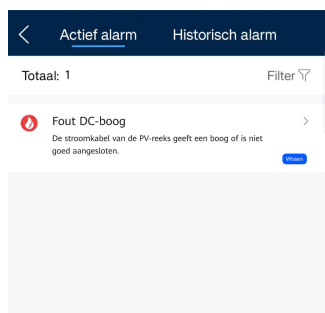 Actief alarm Historisch alarm
Totaal: 1 Filter
Fout DC-boog
De stroomkabel van de PV-reeks geeft een boog of is niet
goed aangesloten.
Wissen